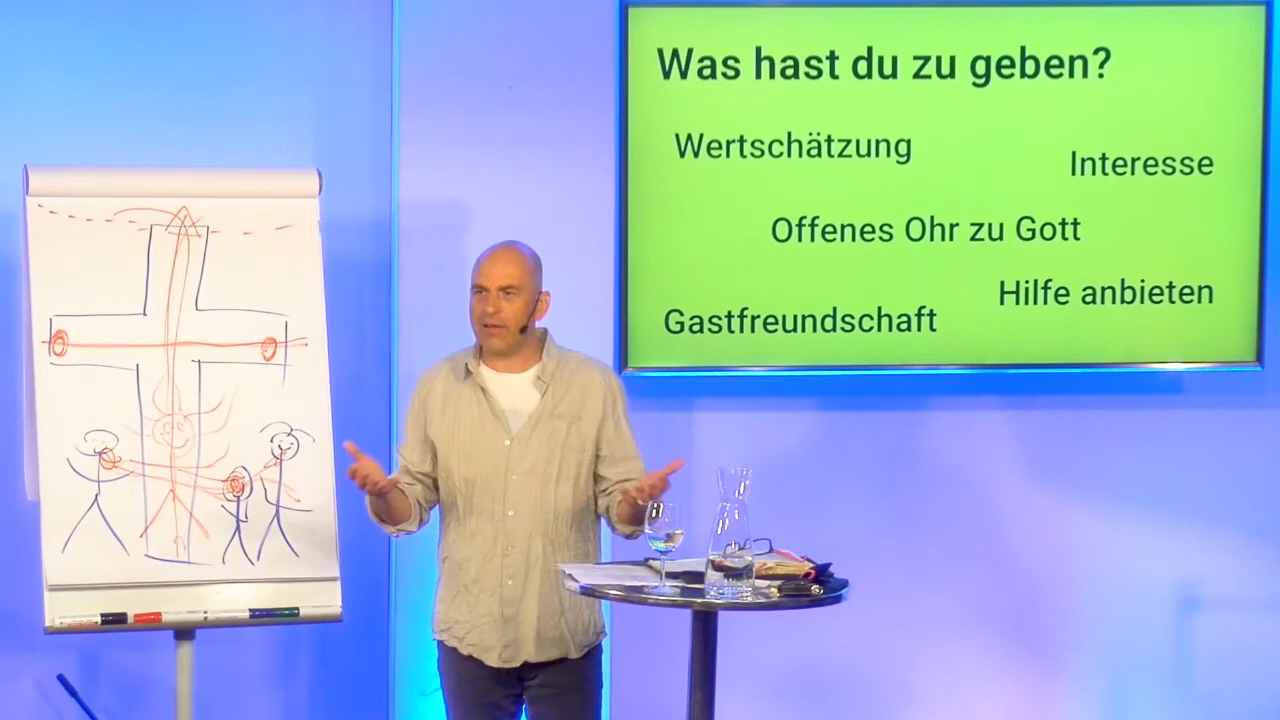 Was hast du zu geben?
Wertschätzung
Interesse
Offenes Ohr zu Gott
Hilfe anbieten
Gastfreundschaft